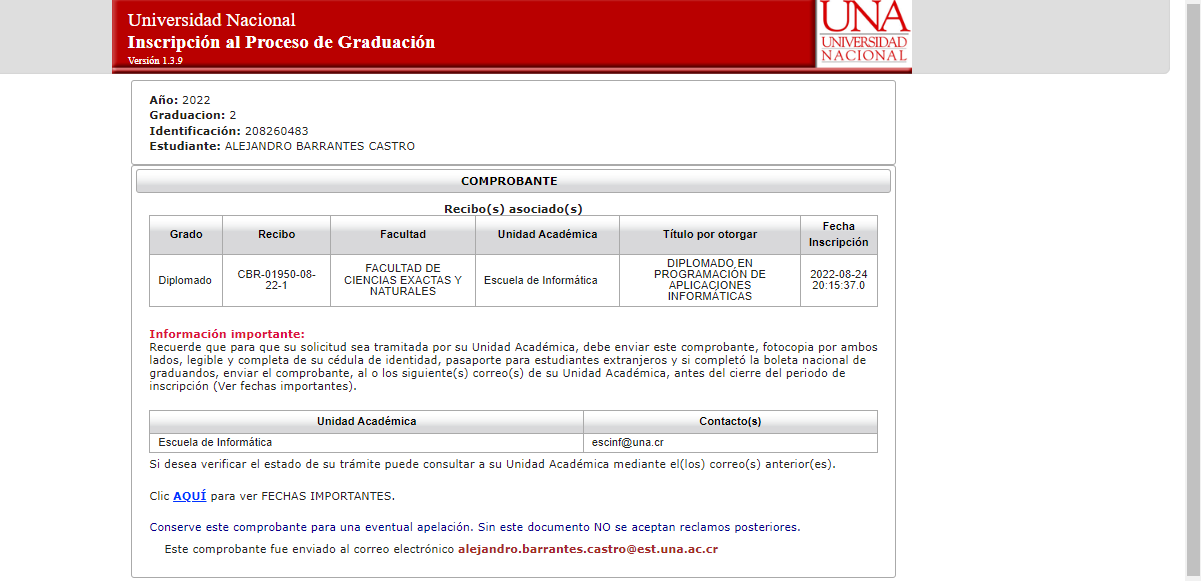 Universidad Nacional
Inscripción al Proceso de Graduación
Versión 1.3.9
UNA
UNIVERSIDAD
NACIONAL
Año: 2022
Graduacion: 2
Identificación: 208260483
Estudiante: ALEJANDRO BARRANTES CASTRO
COMPROBANTE
Recibo(s) asociado(s)
Grado Recibo Facultad Unidad Académica Título por otorgar Fecha Inscripción
Diplomado CBR-01950-08-22-1 FACULTAD DE CIENCIAS EXACTAS Y NATURALES Escuela de Informática DIPLOMADO EN PROGRAMACIÓN DE APLICACIONES INFORMÁTICAS 2022-08-24 20:15:37.0
Información importante:
Recuerde que para que su solicitud sea tramitada por su Unidad Académica, debe enviar este comprobante, fotocopia por ambos
lados, legible y completa de su cédula de identidad, pasaporte para estudiantes extranjeros y si completó la boleta nacional de
graduandos, enviar el comprobante, al o los siguiente(s) correo(s) de su Unidad Académica, antes del cierre del periodo de
inscripción (Ver fechas importantes).
Unidad Académica Contacto(s)
Escuela de Informática escinf@una.cr
Si desea verificar el estado de su trámite puede consultar a su Unidad Académica mediante el(los) correo(s) anterior(es).
Clic AQUÍ para ver FECHAS IMPORTANTES.
Conserve este comprobante para una eventual apelación. Sin este documento NO se aceptan reclamos posteriores.
Este comprobante fue enviado al correo electrónico alejandro.barrantes.castro@est.una.ac.cr